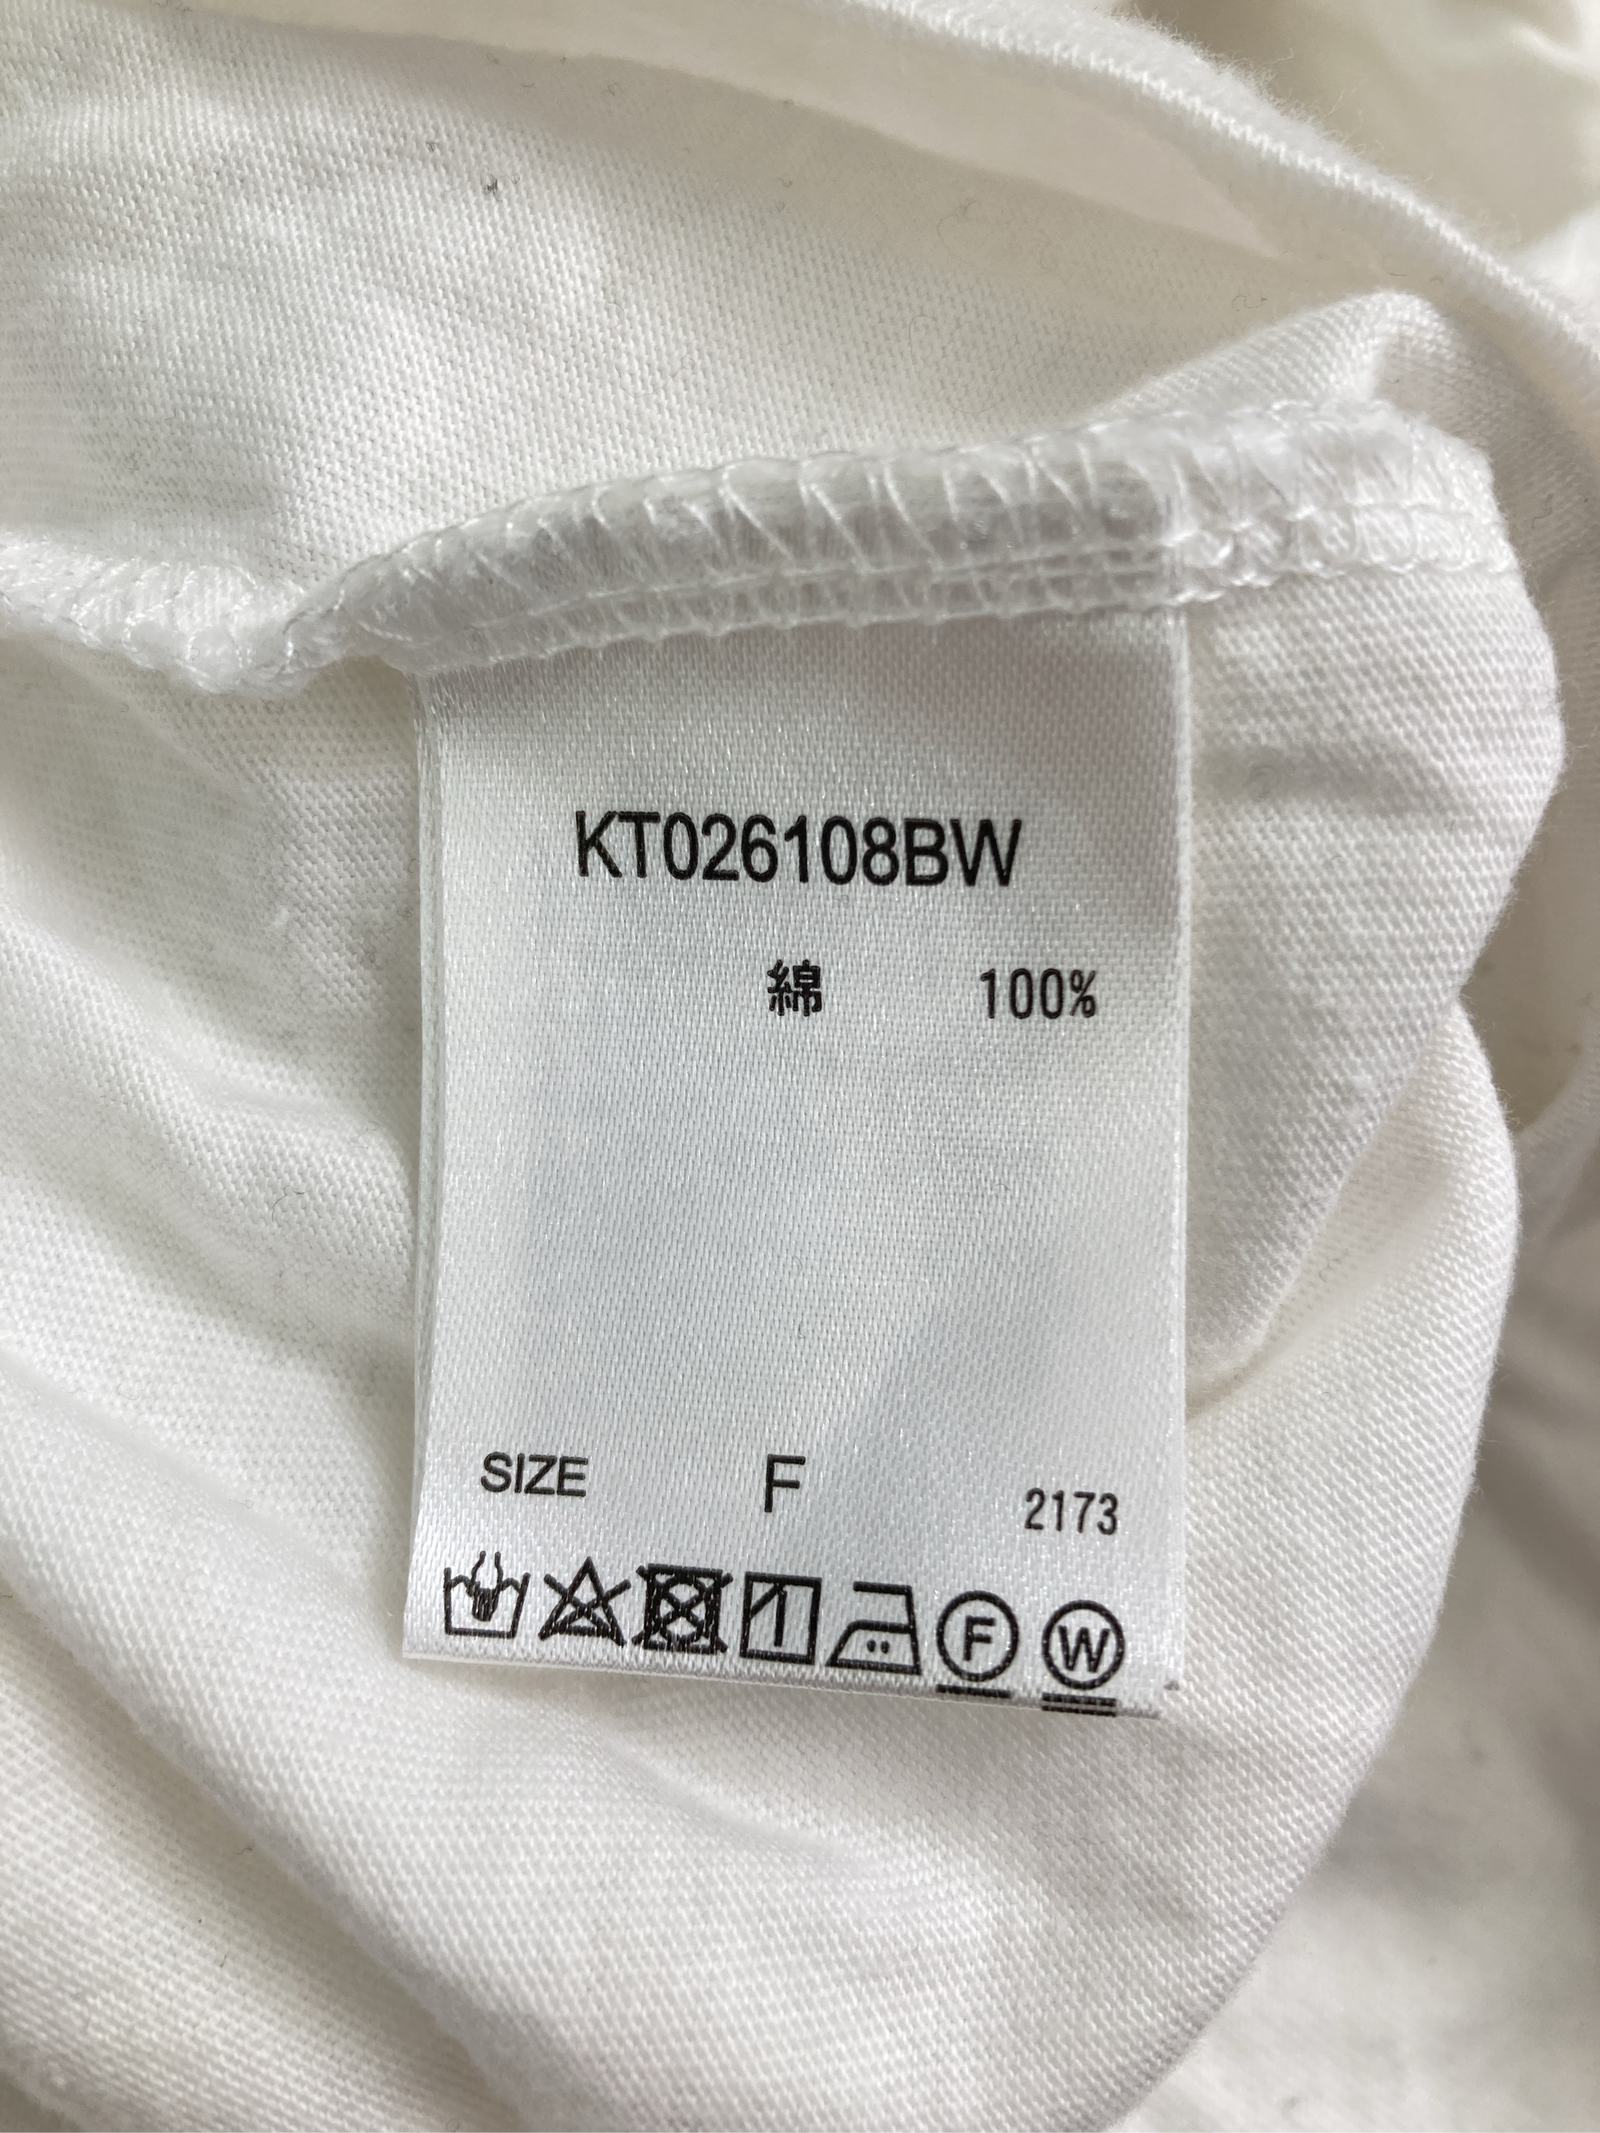 KT026108BW
綿 100%
SIZE F 2173
F W